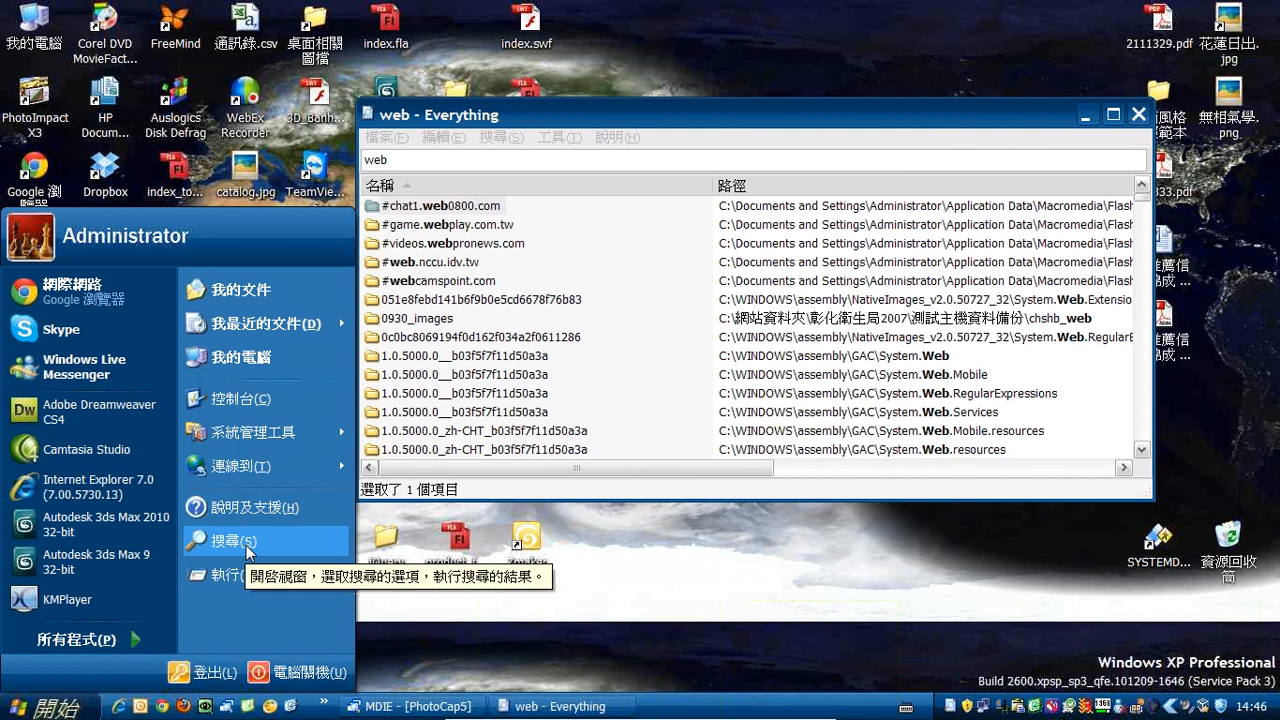 我的電腦
Corel DVD
MovieFact...
FreeMind
通訊錄.csv
桌面相關
圖檔
index.fla
index.swf
2111329.pdf
花蓮日出.
jpg
PhotoImpact
X3
HP
Docum...
Auslogics
Disk Defrag
WebEx
Recorder
3D_Banh...
風格
範本
無相氣學.
png
Google 瀏
覽器
Dropbox
index_to...
catalog.jpg
TeamVie...
333.pdf
web - Everything
檔案(F)
編輯(E)
搜尋(S)
工具(T)
說明(H)
web
名稱
路徑
#chat1.web0800.com
C:\Documents and Settings\Administrator\Application Data\Macromedia\Flash
#game.webplay.com.tw
C:\Documents and Settings\Administrator\Application Data\Macromedia\Flash
#videos.webpronews.com
C:\Documents and Settings\Administrator\Application Data\Macromedia\Flash
#web.nccu.idv.tw
C:\Documents and Settings\Administrator\Application Data\Macromedia\Flash
#webcamspoint.com
C:\Documents and Settings\Administrator\Application Data\Macromedia\Flash
051e8febd141b6f9b0e5cd6678f76b83
C:\WINDOWS\assembly\NativeImages_v2.0.50727_32\System.Web.Extensio
0930_images
C:\網站資料夾\彰化衛生局2007\測試主機資料備份\chshb_web
0c0bc8069194f0d162f034a2f0611286
C:\WINDOWS\assembly\NativeImages_v2.0.50727_32\System.Web.RegularE
1.0.5000.0__b03f5f7f11d50a3a
C:\WINDOWS\assembly\GAC\System.Web
1.0.5000.0__b03f5f7f11d50a3a
C:\WINDOWS\assembly\GAC\System.Web.Mobile
1.0.5000.0__b03f5f7f11d50a3a
C:\WINDOWS\assembly\GAC\System.Web.RegularExpressions
1.0.5000.0__b03f5f7f11d50a3a
C:\WINDOWS\assembly\GAC\System.Web.Services
1.0.5000.0_zh-CHT_b03f5f7f11d50a3a
C:\WINDOWS\assembly\GAC\System.Web.Mobile.resources
1.0.5000.0_zh-CHT_b03f5f7f11d50a3a
C:\WINDOWS\assembly\GAC\System.Web.resources
選取了 1 個項目
Administrator
網際網路
Google 瀏覽器
Skype
Windows Live
Messenger
Adobe Dreamweaver
CS4
Camtasia Studio
Internet Explorer 7.0
(7.00.5730.13)
Autodesk 3ds Max 2010
32-bit
Autodesk 3ds Max 9
32-bit
KMPlayer
所有程式(P)
我的文件
我最近的文件(D)
我的電腦
控制台(C)
系統管理工具
連線到(T)
說明及支援(H)
搜尋(S)
執行(
開啓視窗，選取搜尋的選項，執行搜尋的結果。
登出(L)
電腦關機(U)
SYSTEMD...
資源回收
筒
Windows XP Professional
Build 2600.xpsp_sp3_qfe.101209-1646 (Service Pack 3)
開始
MDIE - [PhotoCap5]
web - Everything
14:46